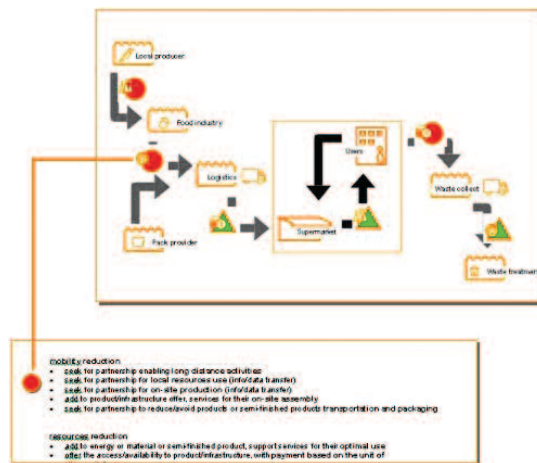 Local producer
Food industry
Users
Logistics
Waste collect
Pack provider
Supermarket
Waste treatment
mobility reduction
• seek for partnership enabling long distance activities
• seek for partnership for local resources use (info/data transfer)
• seek for partnership for on-site production (info/data transfer)
• add to product/infrastructure offer, services for their on-site assembly
• seek for partnership to reduce/avoid products or semi-finished products transportation and packaging
resources reduction
• add to energy or material or semi-finished product, support services for their optimal use
• offer the access/availability to product/infrastructure, with payment based on the unit of